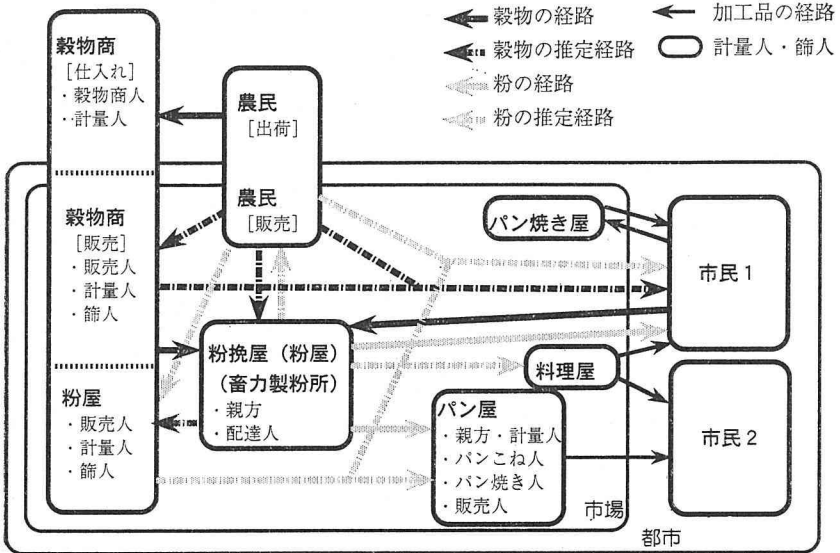 穀物の経路
穀物の推定経路
粉の経路
粉の推定経路
加工品の経路
計量人・篩人
穀物商
[仕入れ]
・穀物商人
・計量人
農民
[出荷]
農民
[販売]
穀物商
[販売]
・販売人
・計量人
・篩人
粉屋
・販売人
・計量人
・篩人
粉挽屋（粉屋）
（畜力製粉所）
・親方
・配達人
パン焼き屋
料理屋
パン屋
・親方・計量人
・パンこね人
・パン焼き人
・販売人
市民1
市民2
市場
都市